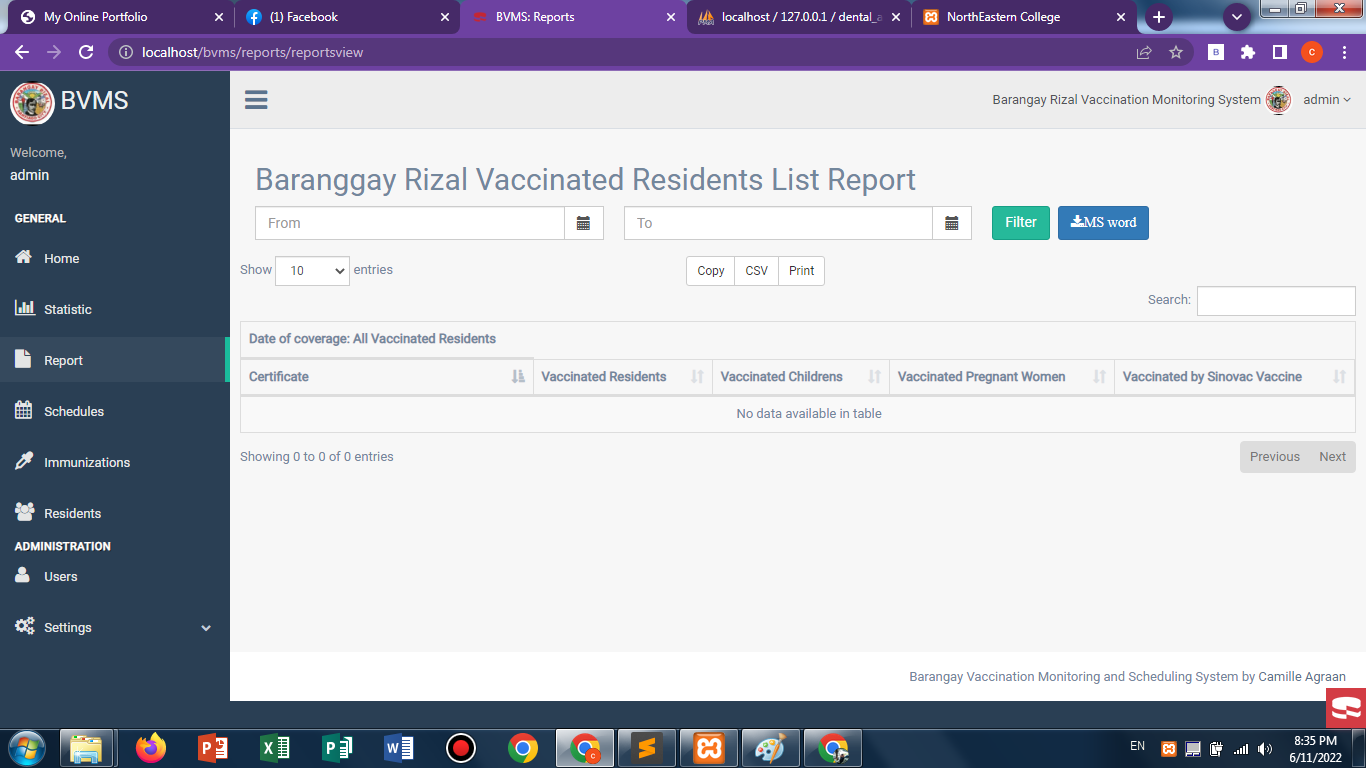 My Online Portfolio
(1) Facebook
BVMS: Reports
localhost / 127.0.0.1 / dental_a
NorthEastern College
localhost/bvms/reports/reportsview
B
C
BVMS
Barangay Rizal Vaccination Monitoring System
admin
Welcome,
admin
GENERAL
Home
Statistic
Report
Schedules
Immunizations
Residents
ADMINISTRATION
Users
Settings
Baranggay Rizal Vaccinated Residents List Report
From
To
Filter
MS word
Show 10 entries
Copy CSV Print
Search:
Date of coverage: All Vaccinated Residents
Certificate Vaccinated Residents Vaccinated Childrens Vaccinated Pregnant Women Vaccinated by Sinovac Vaccine
No data available in table
Showing 0 to 0 of 0 entries
Previous Next
Barangay Vaccination Monitoring and Scheduling System by Camille Agraan
EN
8:35 PM
6/11/2022